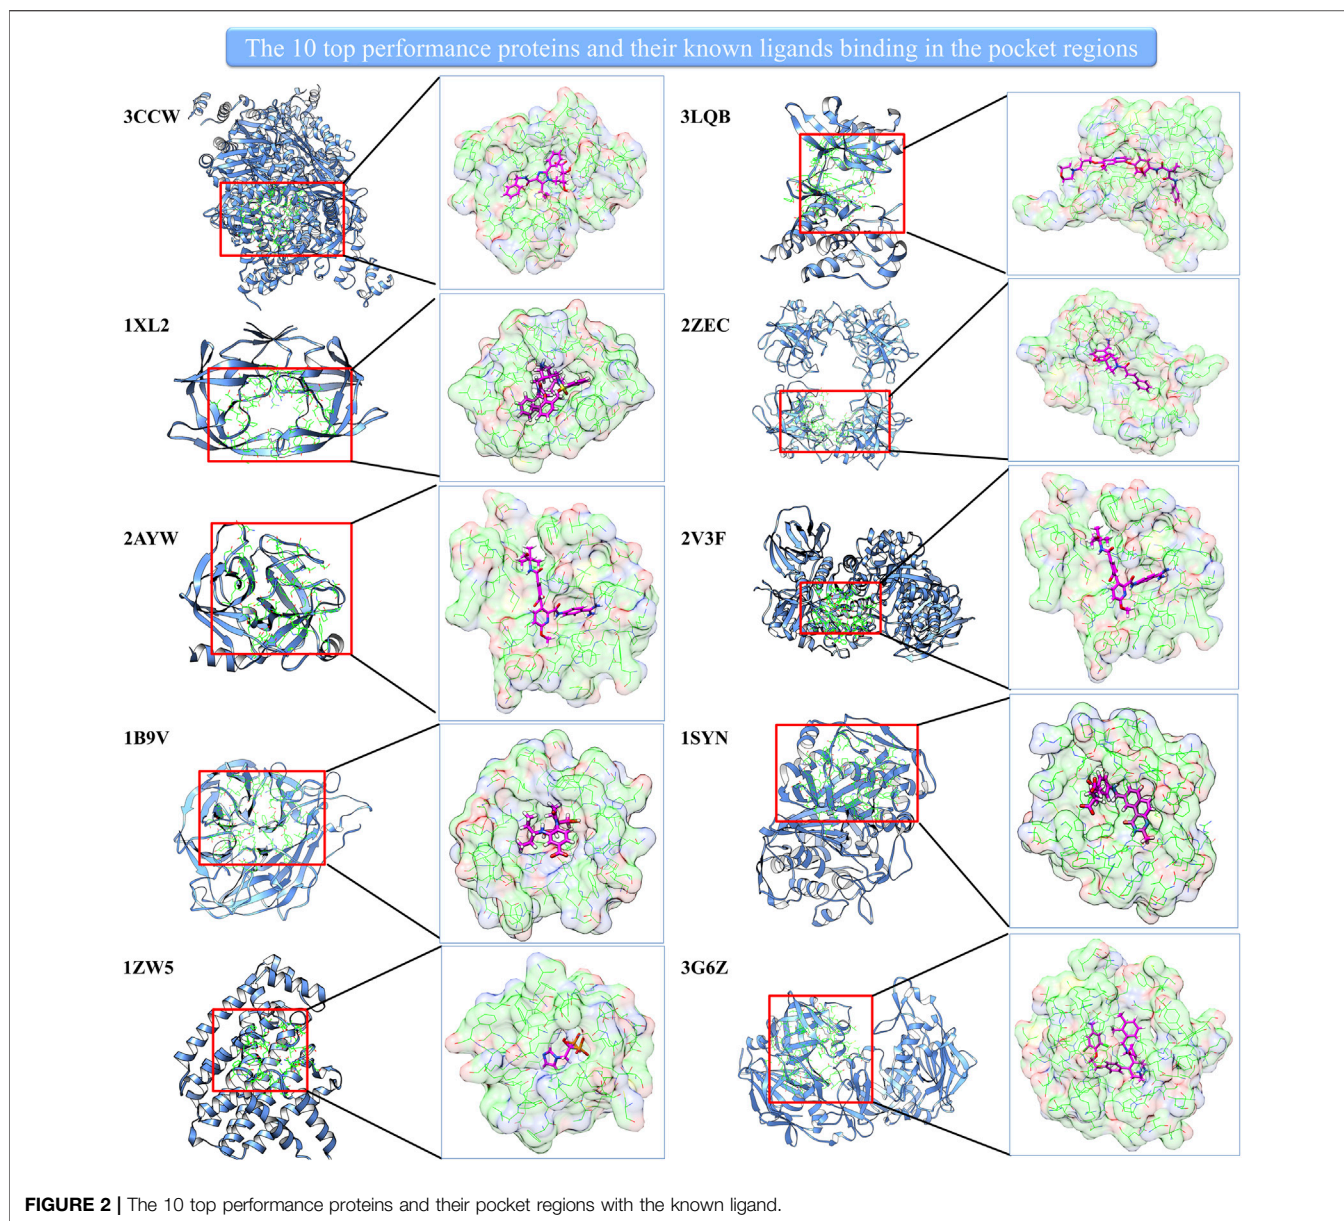 The 10 top performance proteins and their known ligands binding in the pocket regions
3CCW
3LQB
1XL2
2ZEC
2AYW
2V3F
1B9V
1SYN
1ZW5
3G6Z
FIGURE 2 | The 10 top performance proteins and their pocket regions with the known ligand.